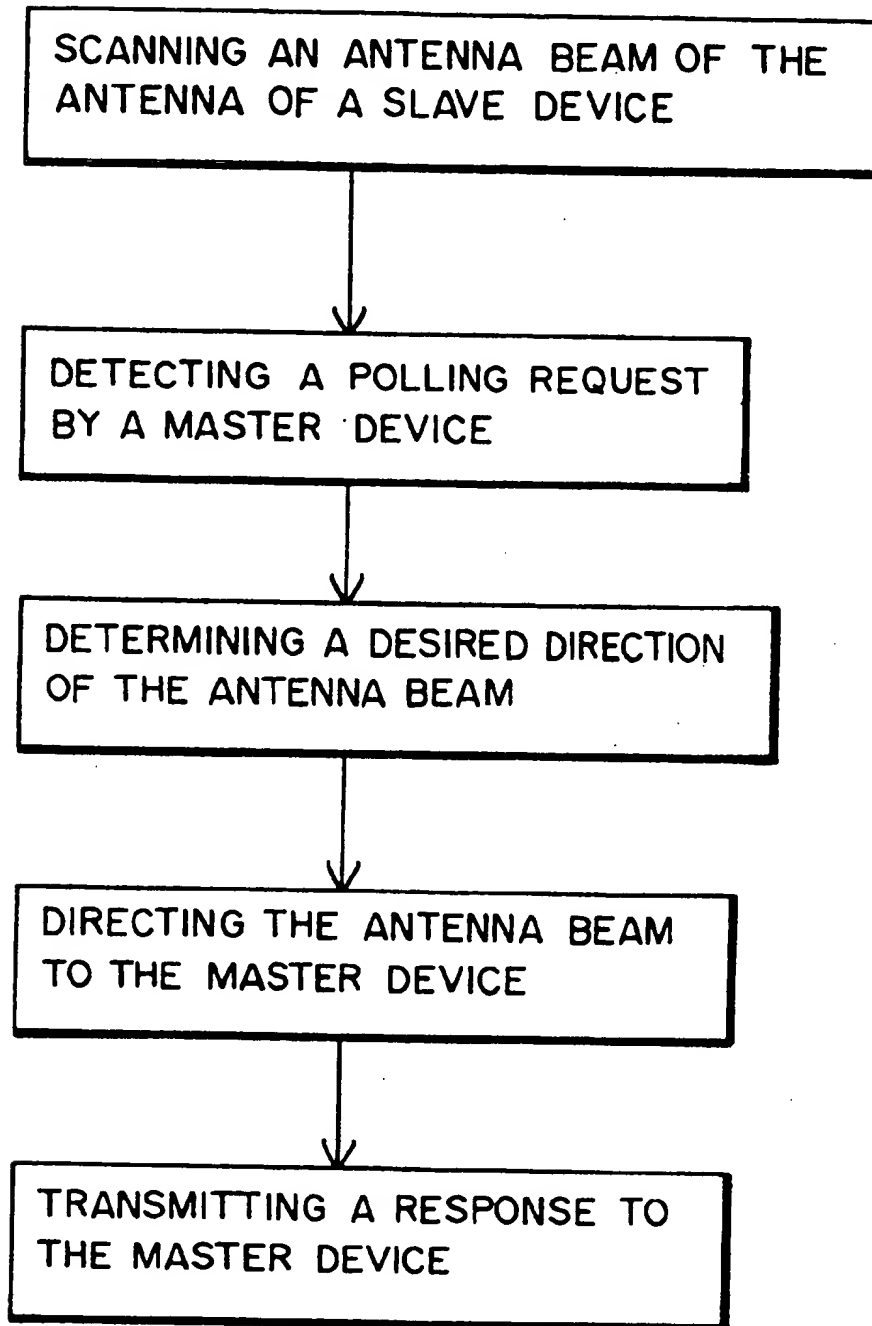 SCANNING AN ANTENNA BEAM OF THE
ANTENNA OF A SLAVE DEVICE
DETECTING A POLLING REQUEST
BY A MASTER DEVICE
DETERMINING A DESIRED DIRECTION
OF THE ANTENNA BEAM
DIRECTING THE ANTENNA BEAM
TO THE MASTER DEVICE
TRANSMITTING A RESPONSE TO
THE MASTER DEVICE